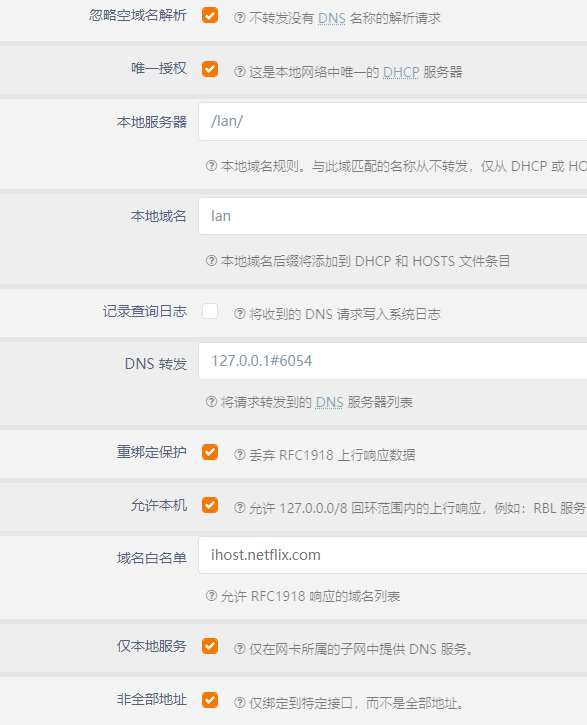 忽略空域名解析 不转发没有 DNS 名称的解析请求
唯一授权 这是本地网络中唯一的 DHCP 服务器
本地服务器 /lan/
本地域名规则。与此域匹配的名称从不转发，仅从 DHCP 或 HO
本地域名 lan
本地域名后缀将添加到 DHCP 和 HOSTS 文件条目
记录查询日志 将收到的 DNS 请求写入系统日志
DNS 转发 127.0.0.1#6054
将请求转发到的 DNS 服务器列表
重绑定保护 丢弃 RFC1918 上行响应数据
允许本机 允许 127.0.0.0/8 回环范围内的上行响应，例如：RBL 服务
域名白名单 ihost.netflix.com
允许 RFC1918 响应的域名列表
仅本地服务 仅在网卡所属的子网中提供 DNS 服务。
非全部地址 仅绑定到特定接口，而不是全部地址。